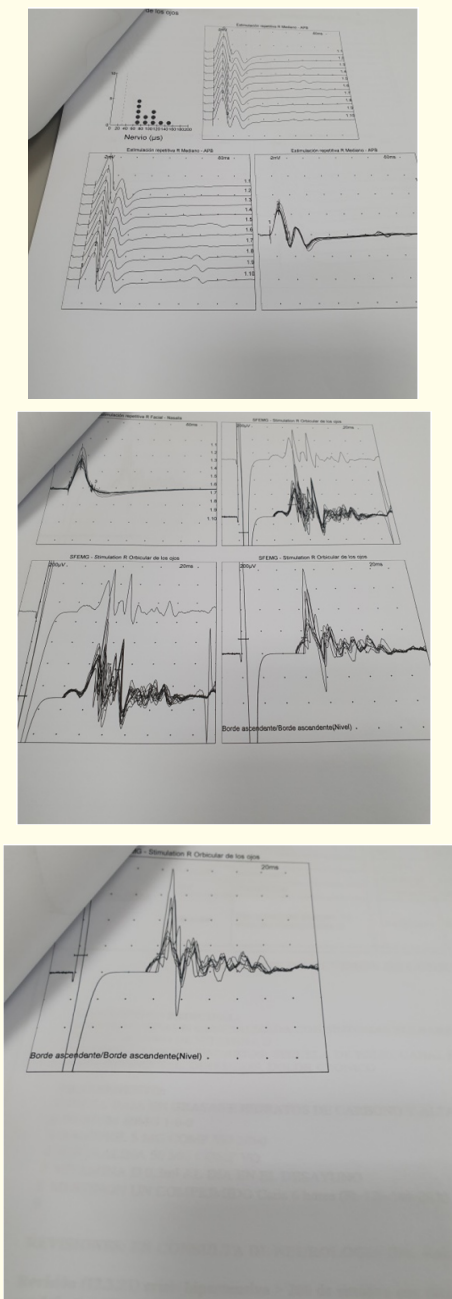 de los ojos
Nervio (µs)
Estimulación repetitiva R Mediano - APB
1.1
1.2
1.3
1.4
1.5
1.6
1.7
1.8
1.9
1.10
Estimulación repetitiva R Mediano - APB
2mV
1.1
1.2
1.3
1.4
1.5
1.6
1.7
1.8
1.9
1.10
Estimulación repetitiva R Mediano - APB
2mV
repetitiva R Facial - Nasalis
1.1
1.2
1.3
1.4
1.5
1.6
1.7
1.8
1.9
1.10
SFEMG - Stimulation R Orbicular de los ojos
200µV
20ms
SFEMG - Stimulation R Orbicular de los ojos
200µV
20ms
SFEMG - Stimulation R Orbicular de los ojos
200µV
20ms
Borde ascendente/Borde ascendente(Nivel)
- Stimulation R Orbicular de los ojos
20ms
Borde ascendente/Borde ascendente(Nivel)